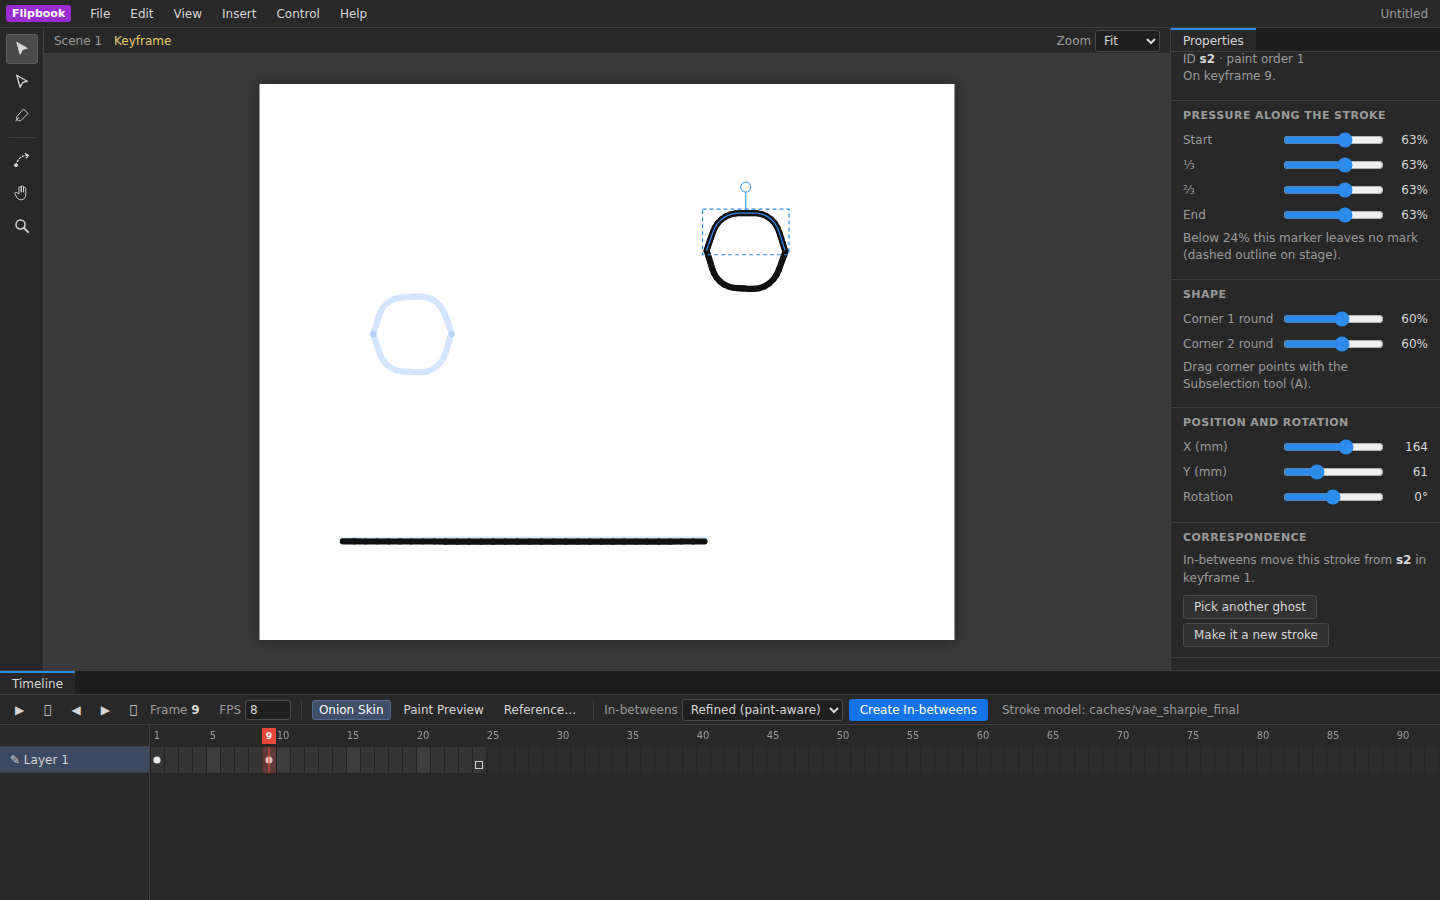 Flipbook File Edit View Insert Control Help Untitled
Scene 1 Keyframe Zoom Fit
Properties
ID s2 · paint order 1
On keyframe 9.
PRESSURE ALONG THE STROKE
Start 63%
⅓ 63%
⅔ 63%
End 63%
Below 24% this marker leaves no mark
(dashed outline on stage).
SHAPE
Corner 1 round 60%
Corner 2 round 60%
Drag corner points with the
Subselection tool (A).
POSITION AND ROTATION
X (mm) 164
Y (mm) 61
Rotation 0°
CORRESPONDENCE
In-betweens move this stroke from s2 in
keyframe 1.
Pick another ghost
Make it a new stroke
Timeline
Frame 9 FPS 8 Onion Skin Paint Preview Reference... In-betweens Refined (paint-aware) Create In-betweens Stroke model: caches/vae_sharpie_final
1 5 9 10 15 20 25 30 35 40 45 50 55 60 65 70 75 80 85 90
Layer 1